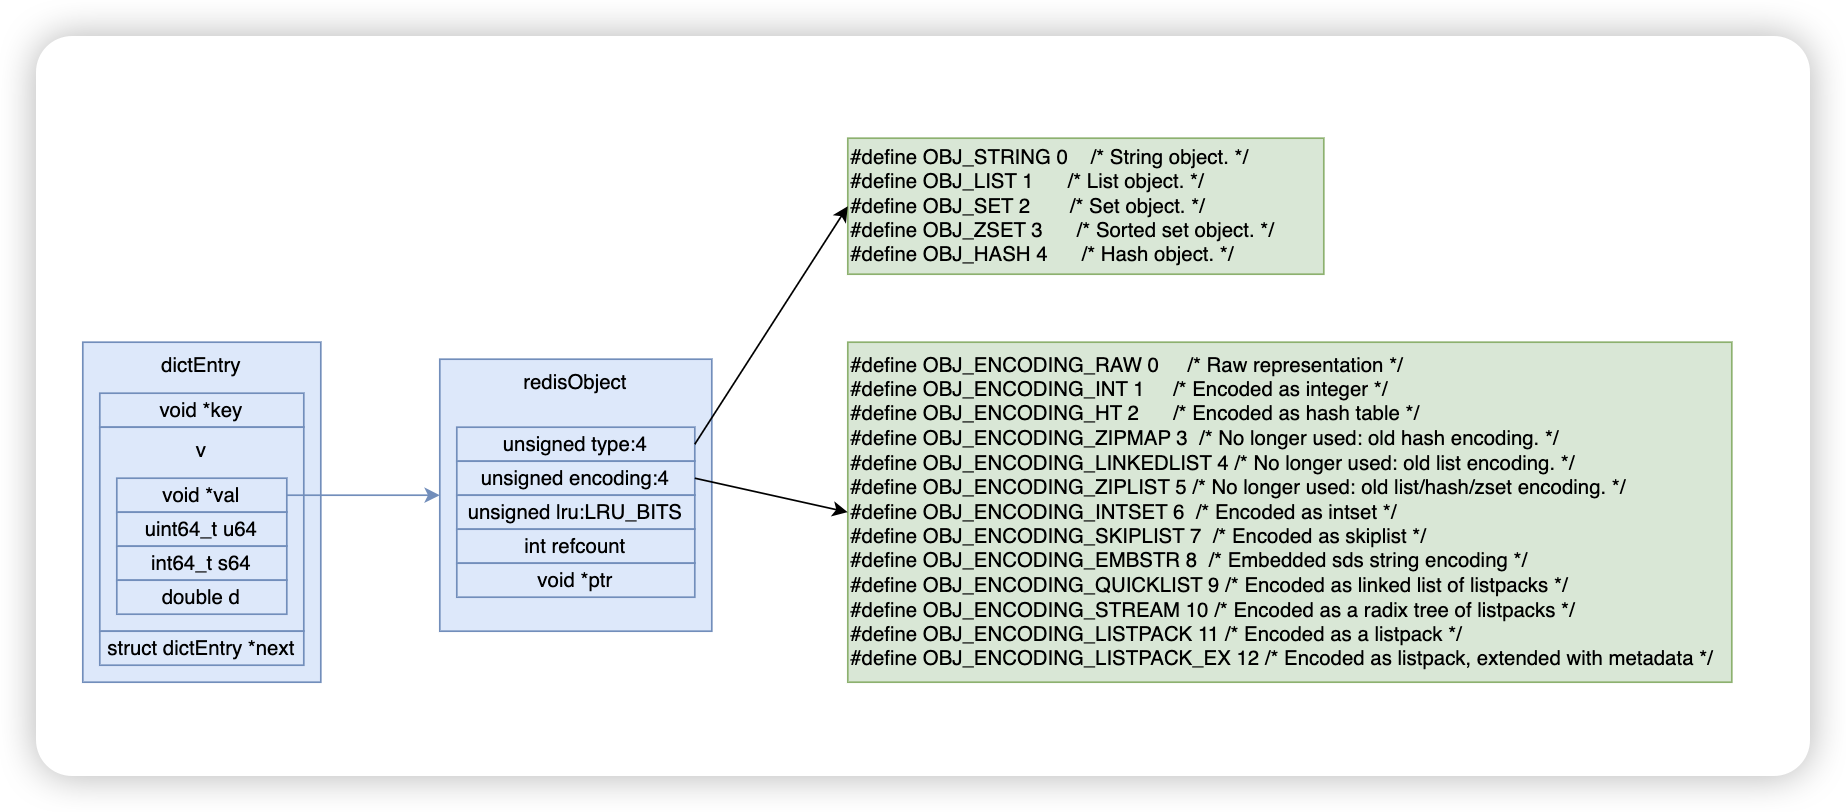 #define OBJ_STRING 0    /* String object. */
#define OBJ_LIST 1      /* List object. */
#define OBJ_SET 2       /* Set object. */
#define OBJ_ZSET 3      /* Sorted set object. */
#define OBJ_HASH 4      /* Hash object. */
dictEntry
void *key
v
void *val
uint64_t u64
int64_t s64
double d
struct dictEntry *next
redisObject
unsigned type:4
unsigned encoding:4
unsigned lru:LRU_BITS
int refcount
void *ptr
#define OBJ_ENCODING_RAW 0     /* Raw representation */
#define OBJ_ENCODING_INT 1     /* Encoded as integer */
#define OBJ_ENCODING_HT 2      /* Encoded as hash table */
#define OBJ_ENCODING_ZIPMAP 3  /* No longer used: old hash encoding. */
#define OBJ_ENCODING_LINKEDLIST 4 /* No longer used: old list encoding. */
#define OBJ_ENCODING_ZIPLIST 5 /* No longer used: old list/hash/zset encoding. */
#define OBJ_ENCODING_INTSET 6  /* Encoded as intset */
#define OBJ_ENCODING_SKIPLIST 7  /* Encoded as skiplist */
#define OBJ_ENCODING_EMBSTR 8  /* Embedded sds string encoding */
#define OBJ_ENCODING_QUICKLIST 9 /* Encoded as linked list of listpacks */
#define OBJ_ENCODING_STREAM 10 /* Encoded as a radix tree of listpacks */
#define OBJ_ENCODING_LISTPACK 11 /* Encoded as a listpack */
#define OBJ_ENCODING_LISTPACK_EX 12 /* Encoded as listpack, extended with metadata */